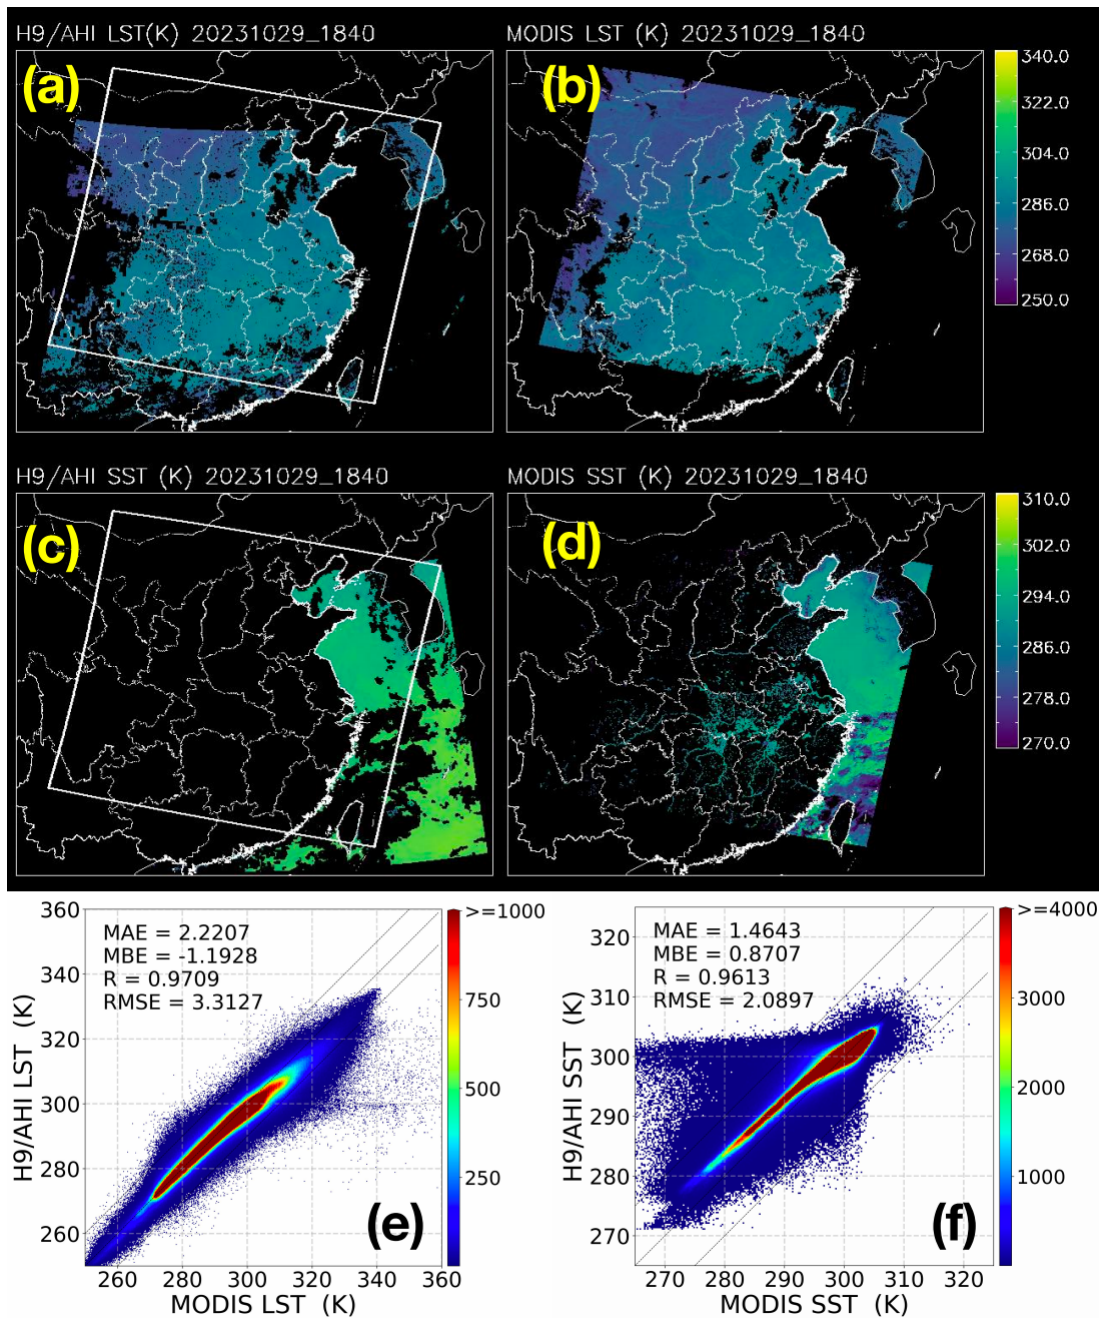 H9/AHI LST(K) 20231029_1840
MODIS LST (K) 20231029_1840
(a)
(b)
340.0
322.0
304.0
286.0
268.0
250.0
H9/AHI SST (K) 20231029_1840
MODIS SST (K) 20231029_1840
(c)
(d)
310.0
302.0
294.0
286.0
278.0
270.0
360
340
320
300
280
260
H9/AHI LST (K)
MAE = 2.2207
MBE = -1.1928
R = 0.9709
RMSE = 3.3127
(e)
260 280 300 320 340 360
MODIS LST (K)
>=1000
750
500
250
320
310
300
290
280
270
H9/AHI SST (K)
MAE = 1.4643
MBE = 0.8707
R = 0.9613
RMSE = 2.0897
(f)
270 280 290 300 310 320
MODIS SST (K)
>=4000
3000
2000
1000